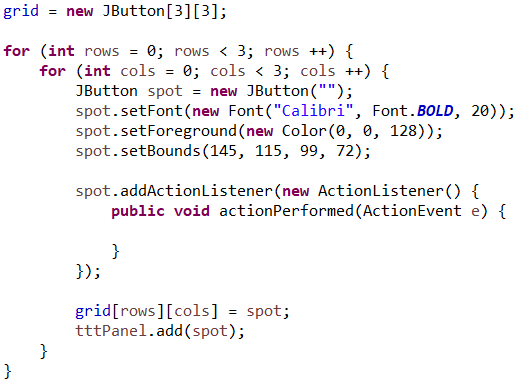 grid = new JButton[3][3];

for (int rows = 0; rows < 3; rows ++) {
    for (int cols = 0; cols < 3; cols ++) {
        JButton spot = new JButton("");
        spot.setFont(new Font("Calibri", Font.BOLD, 20));
        spot.setForeground(new Color(0, 0, 128));
        spot.setBounds(145, 115, 99, 72);

        spot.addActionListener(new ActionListener() {
            public void actionPerformed(ActionEvent e) {

            }
        });

        grid[rows][cols] = spot;
        tttPanel.add(spot);
    }
}